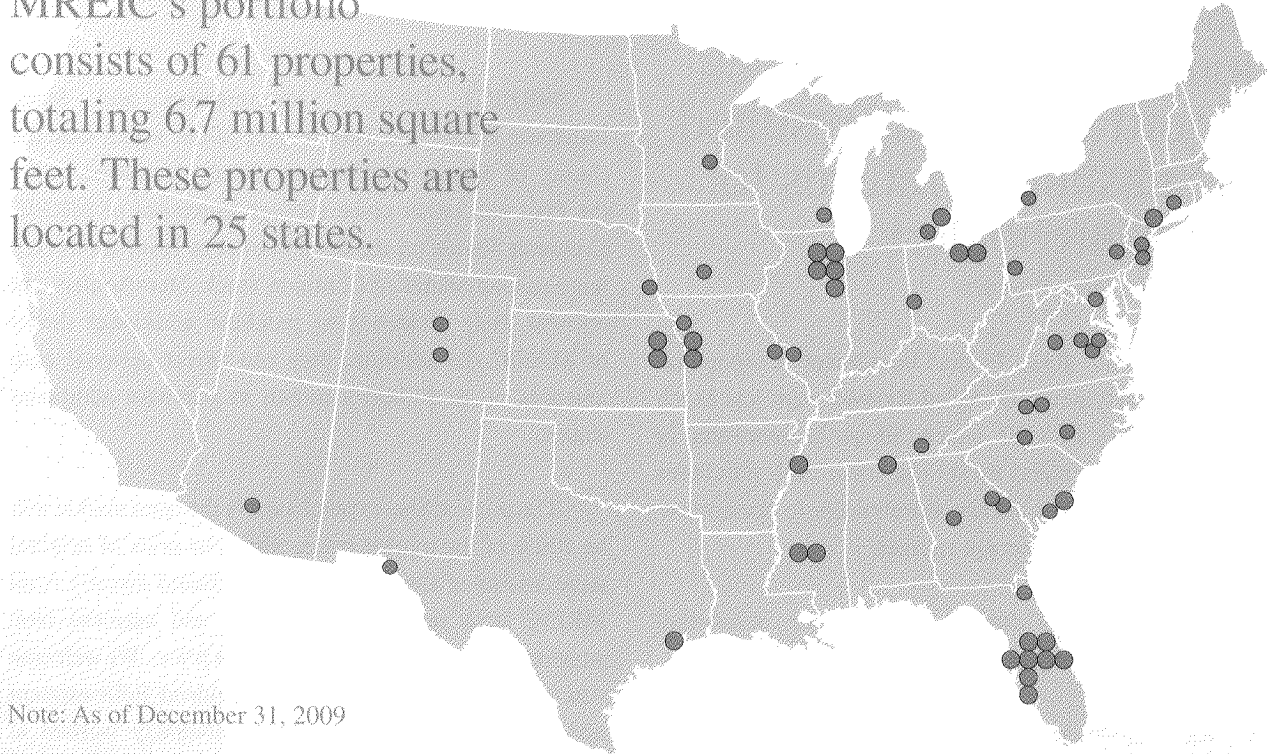 MREIC's portfolio
consists of 61 properties,
totaling 6.7 million square
feet. These properties are
located in 25 states.
Note: As of December 31, 2009